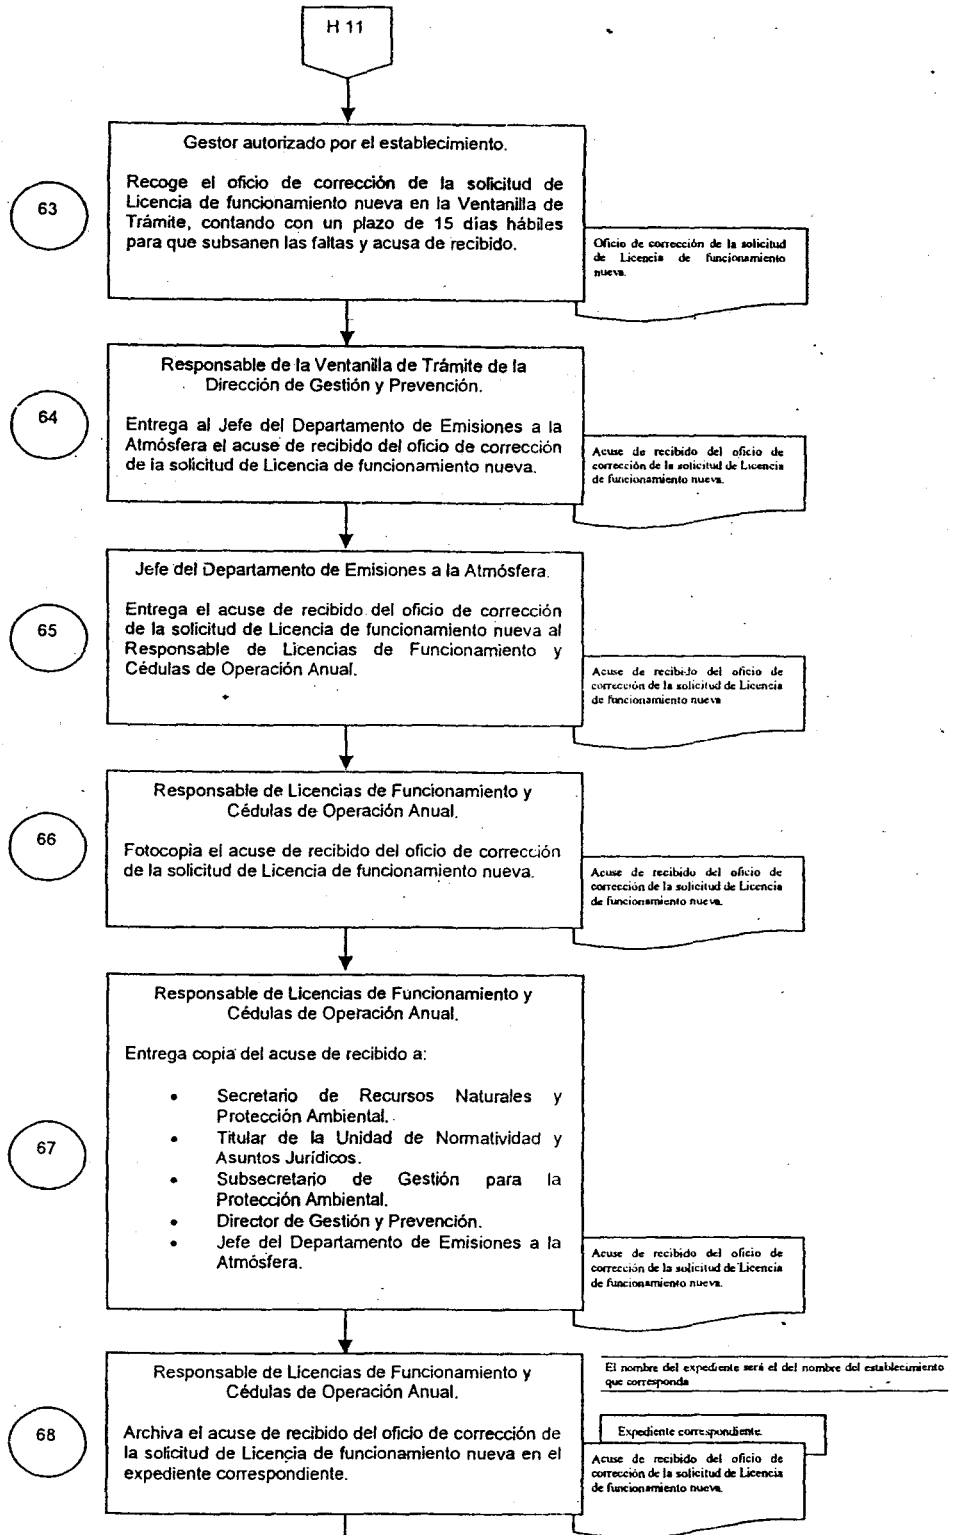 H 11
Gestor autorizado por el establecimiento.
63
Recoge el oficio de corrección de la solicitud de
Licencia de funcionamiento nueva en la Ventanilla de
Trámite, contando con un plazo de 15 días hábiles
para que subsanen las faltas y acusa de recibido.
Oficio de corrección de la solicitud
de Licencia de funcionamiento
nueva.
Responsable de la Ventanilla de Trámite de la
Dirección de Gestión y Prevención.
64
Entrega al Jefe del Departamento de Emisiones a la
Atmósfera el acuse de recibido del oficio de corrección
de la solicitud de Licencia de funcionamiento nueva.
Acuse de recibido del oficio de
corrección de la solicitud de Licencia
de funcionamiento nueva.
Jefe del Departamento de Emisiones a la Atmósfera.
65
Entrega el acuse de recibido del oficio de corrección
de la solicitud de Licencia de funcionamiento nueva al
Responsable de Licencias de Funcionamiento y
Cédulas de Operación Anual.
Acuse de recibido del oficio de
corrección de la solicitud de Licencia
de funcionamiento nueva
Responsable de Licencias de Funcionamiento y
Cédulas de Operación Anual.
66
Fotocopia el acuse de recibido del oficio de corrección
de la solicitud de Licencia de funcionamiento nueva.
Acuse de recibido del oficio de
corrección de la solicitud de Licencia
de funcionamiento nueva.
Responsable de Licencias de Funcionamiento y
Cédulas de Operación Anual.
Entrega copia del acuse de recibido a:
67
• Secretario de Recursos Naturales y
Protección Ambiental.
• Titular de la Unidad de Normatividad y
Asuntos Jurídicos.
• Subsecretario de Gestión para la
Protección Ambiental.
• Director de Gestión y Prevención.
• Jefe del Departamento de Emisiones a la
Atmósfera.
Acuse de recibido del oficio de
corrección de la solicitud de Licencia
de funcionamiento nueva.
Responsable de Licencias de Funcionamiento y
Cédulas de Operación Anual.
68
Archiva el acuse de recibido del oficio de corrección de
la solicitud de Licencia de funcionamiento nueva en el
expediente correspondiente.
El nombre del expediente será el del nombre del establecimiento
que corresponda
Expediente correspondiente.
Acuse de recibido del oficio de
corrección de la solicitud de Licencia
de funcionamiento nueva.